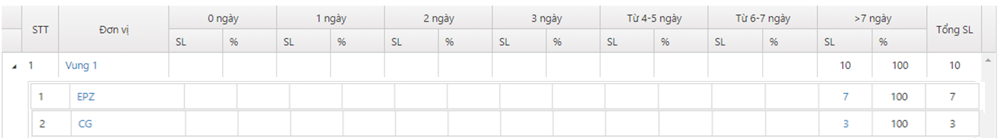 STT Đơn vị 0 ngày 1 ngày 2 ngày 3 ngày Từ 4-5 ngày Từ 6-7 ngày >7 ngày Tổng SL
SL % SL % SL % SL % SL % SL % SL %
1 Vung 1 10 100 10
1 EPZ 7 100 7
2 CG 3 100 3